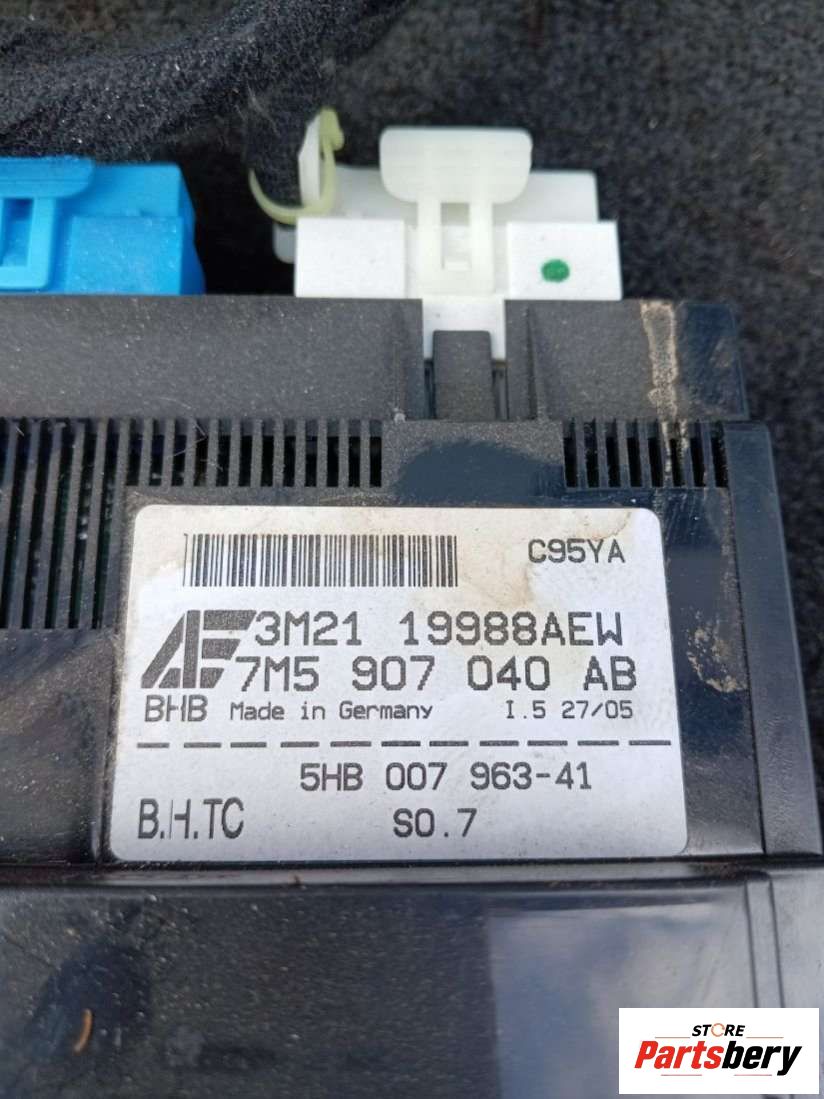 C95YA
AF 3M21 19988AEW
7M5 907 040 AB
BHB Made in Germany I.5 27/05
5HB 007 963-41
B.H.TC S0.7
STORE
Partsbery